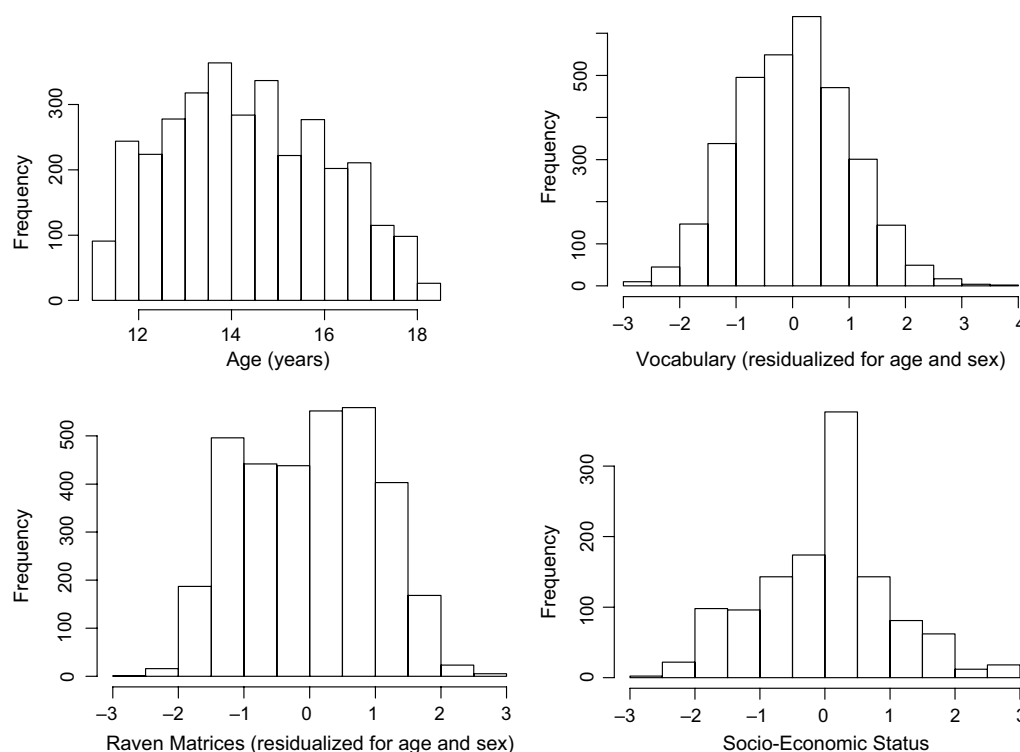 Frequency
0 100 200 300
12 14 16 18
Age (years)
Frequency
0 100 300 500
−3 −2 −1 0 1 2 3 4
Vocabulary (residualized for age and sex)
Frequency
0 100 200 300 400 500
−3 −2 −1 0 1 2 3
Raven Matrices (residualized for age and sex)
Frequency
0 100 200 300
−3 −2 −1 0 1 2 3
Socio-Economic Status